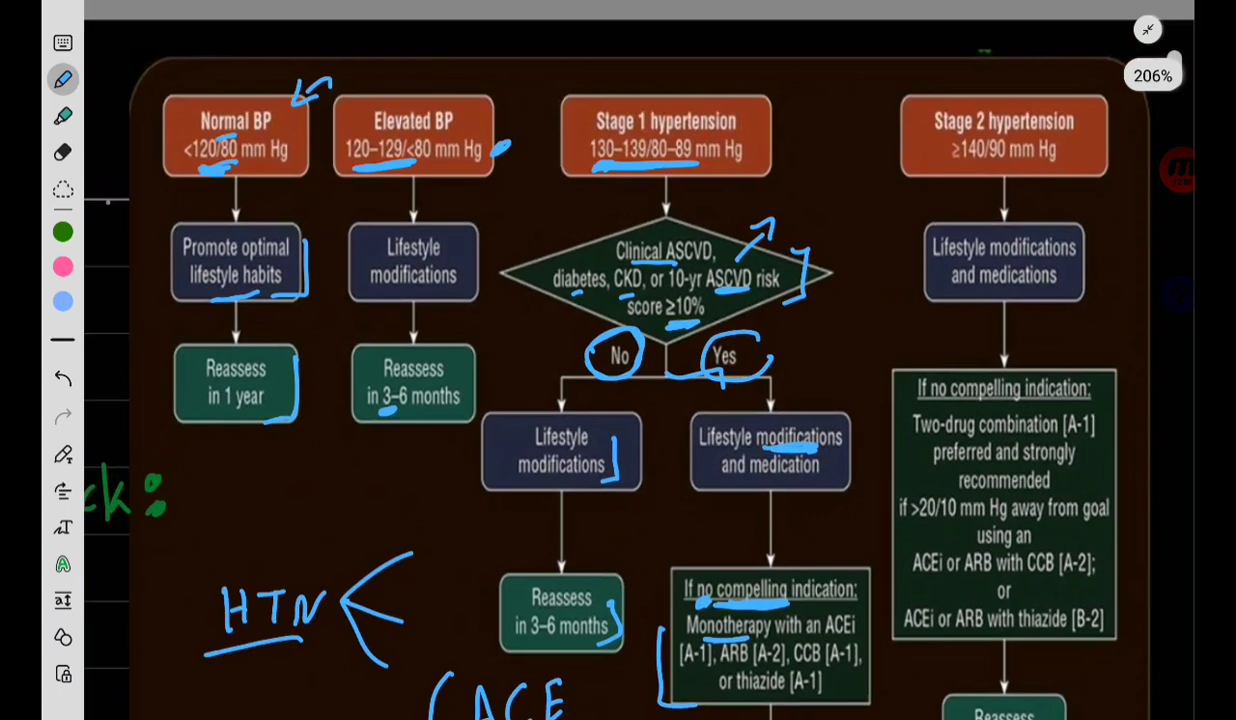 206%
Normal BP
<120/80 mm Hg
Elevated BP
120–129/<80 mm Hg
Stage 1 hypertension
130–139/80–89 mm Hg
Stage 2 hypertension
≥140/90 mm Hg
Promote optimal
lifestyle habits
Lifestyle
modifications
Clinical ASCVD,
diabetes, CKD, or 10-yr ASCVD risk
score ≥10%
Lifestyle modifications
and medications
Reassess
in 1 year
Reassess
in 3–6 months
No
Yes
Lifestyle
modifications
Lifestyle modifications
and medication
If no compelling indication:
Two-drug combination [A-1]
preferred and strongly
recommended
if >20/10 mm Hg away from goal
using an
ACEi or ARB with CCB [A-2];
or
ACEi or ARB with thiazide [B-2]
ck:
HTN
Reassess
in 3–6 months
If no compelling indication:
Monotherapy with an ACEi
[A-1], ARB [A-2], CCB [A-1],
or thiazide [A-1]
(ACE
Reassess